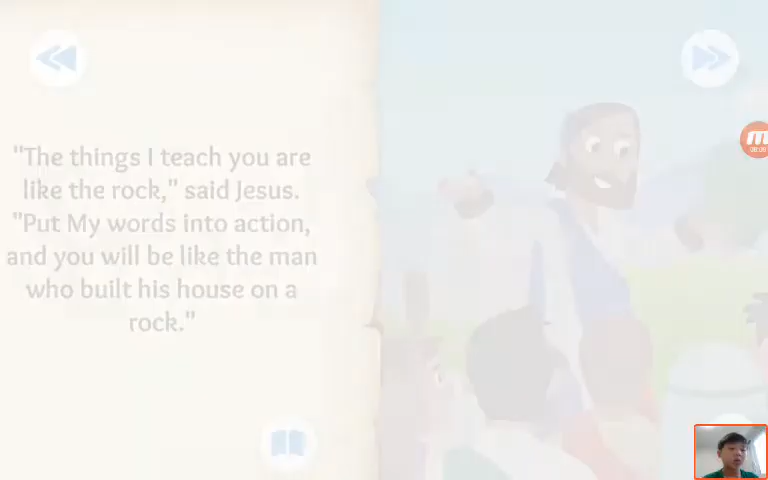 "The things I teach you are
like the rock," said Jesus.
"Put My words into action,
and you will be like the man
who built his house on a
rock."